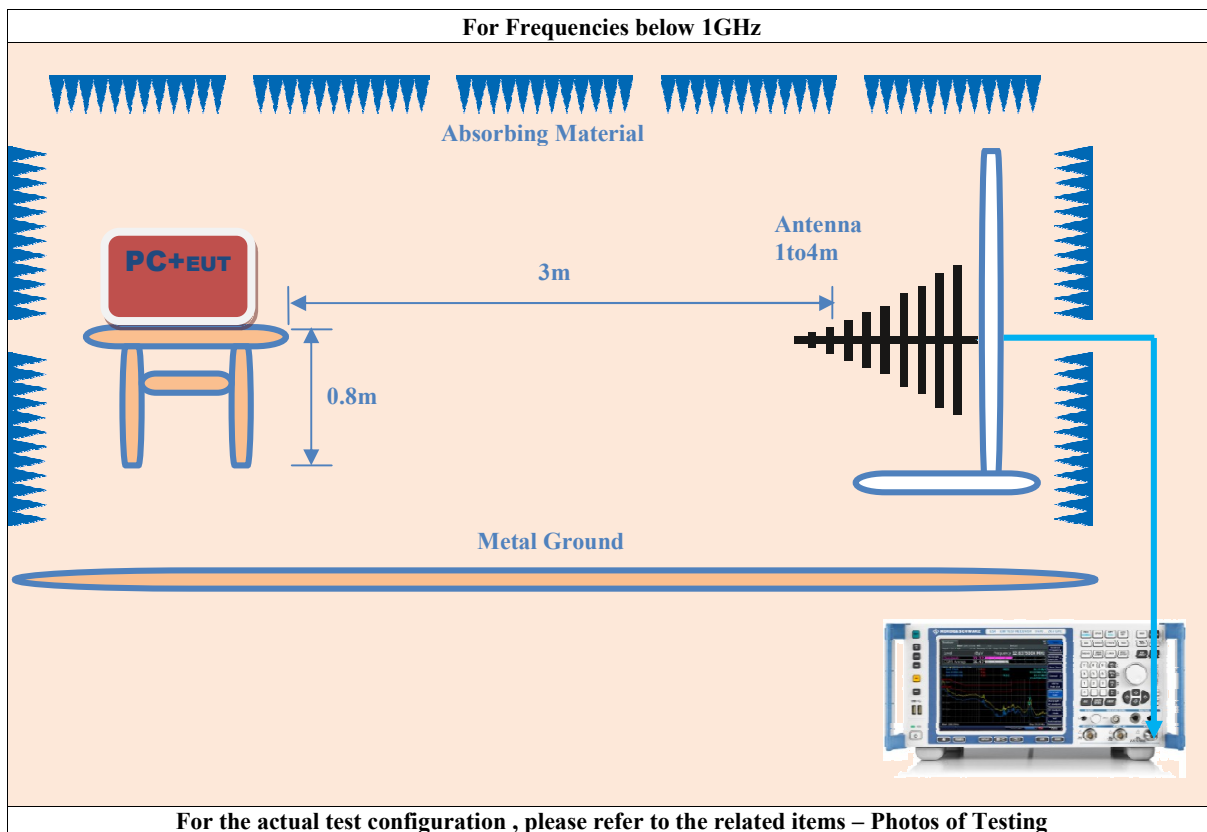 For Frequencies below 1GHz
Absorbing Material
Antenna
1to4m
PC+EUT
3m
0.8m
Metal Ground
For the actual test configuration , please refer to the related items – Photos of Testing